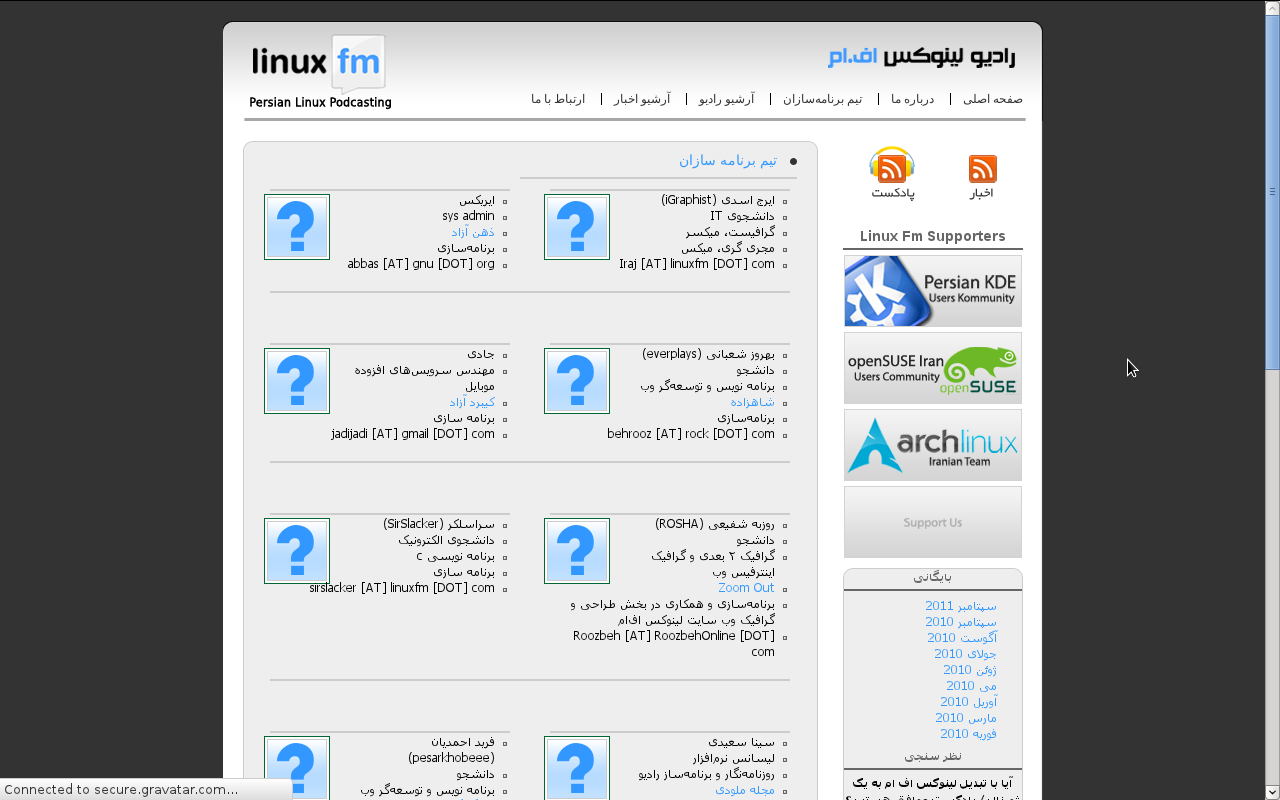 linux fm
Persian Linux Podcasting
رادیو لینوکس اف.ام
صفحه اصلی | درباره ما | تیم برنامه‌سازان | آرشیو رادیو | آرشیو اخبار | ارتباط با ما
تیم برنامه سازان
ایرج اسدی (iGraphist)
دانشجوی IT
گرافیست، میکسر
مجری گری، میکس
Iraj [AT] linuxfm [DOT] com
ایربکس
sys admin
ذهن آزاد
برنامه‌سازی
abbas [AT] gnu [DOT] org
بهروز شعبانی (everplays)
دانشجو
برنامه نویس و توسعه‌گر وب
شاهزاده
برنامه‌سازی
behrooz [AT] rock [DOT] com
جادی
مهندس سرویس‌های افزوده
موبایل
کیبرد آزاد
برنامه سازی
jadijadi [AT] gmail [DOT] com
روزبه شفیعی (ROSHA)
دانشجو
گرافیک ۲ بعدی و گرافیک
اینترفیس وب
Zoom Out
برنامه‌سازی و همکاری در بخش طراحی و
گرافیک وب سایت لینوکس اف‌ام
Roozbeh [AT] RoozbehOnline [DOT]
com
سراسلکر (SirSlacker)
دانشجوی الکترونیک
برنامه نویسی c
برنامه سازی
sirslacker [AT] linuxfm [DOT] com
سینا سعیدی
لیسانس نرم‌افزار
روزنامه‌نگار و برنامه‌ساز رادیو
مجله ملودی
فرید احمدیان
(pesarkhobeee)
دانشجو
برنامه نویس و توسعه‌گر وب
اخبار
پادکست
Linux Fm Supporters
Persian KDE
Users Kommunity
openSUSE Iran
Users Community
openSUSE
archlinux
Iranian Team
Support Us
بایگانی
سپتامبر 2011
سپتامبر 2010
آگوست 2010
جولای 2010
ژوئن 2010
می 2010
آوریل 2010
مارس 2010
فوریه 2010
نظر سنجی
آیا با تبدیل لینوکس اف ام به یک
Connected to secure.gravatar.com...